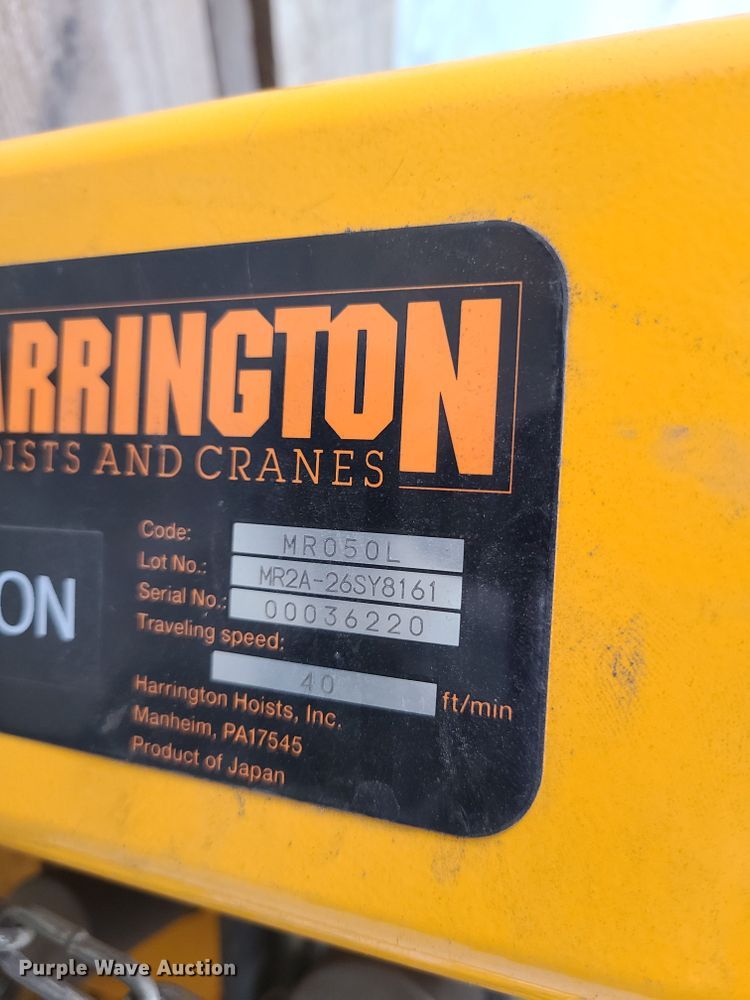 ARRINGTON
OISTS AND CRANES
ON
Code: MR050L
Lot No.: MR2A-26SY8161
Serial No.: 00036220
Traveling speed:
40 ft/min
Harrington Hoists, Inc.
Manheim, PA17545
Product of Japan
Purple Wave Auction